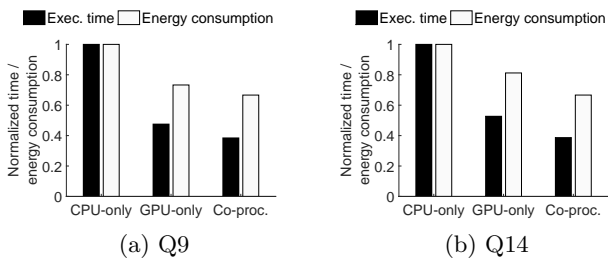 Exec. time Energy consumption
Normalized time /
energy consumption
1
0.8
0.6
0.4
0.2
0
CPU-only GPU-only Co-proc.
(a) Q9
Exec. time Energy consumption
Normalized time /
energy consumption
1
0.8
0.6
0.4
0.2
0
CPU-only GPU-only Co-proc.
(b) Q14